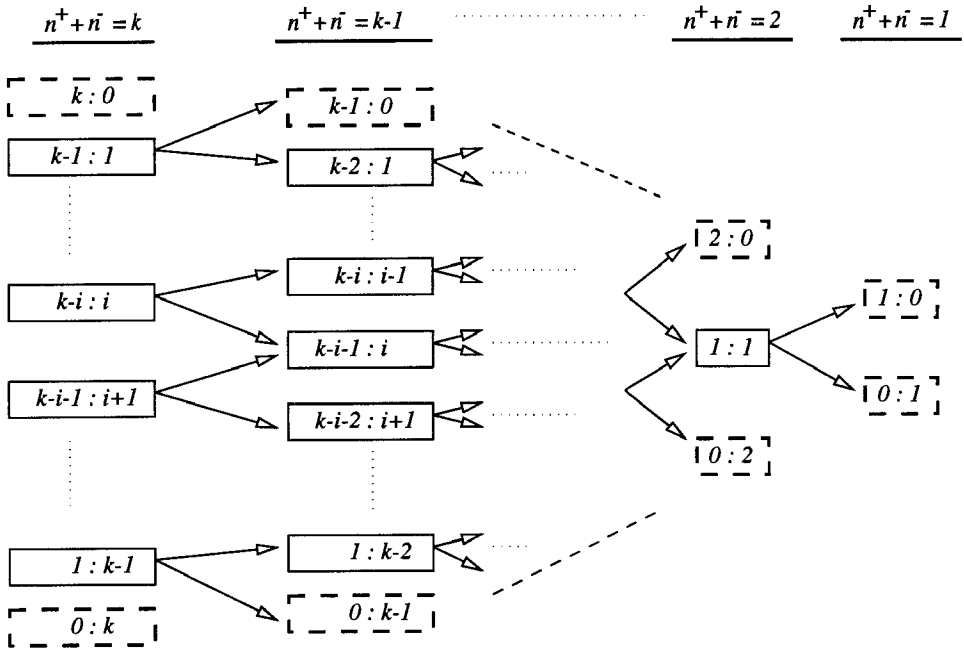 n⁺+n⁻=k
n⁺+n⁻=k-1
n⁺+n⁻=2
n⁺+n⁻=1
k : 0
k-1 : 1
k-i : i
k-i-1 : i+1
1 : k-1
0 : k
k-1 : 0
k-2 : 1
k-i : i-1
k-i-1 : i
k-i-2 : i+1
1 : k-2
0 : k-1
2 : 0
1 : 1
0 : 2
1 : 0
0 : 1